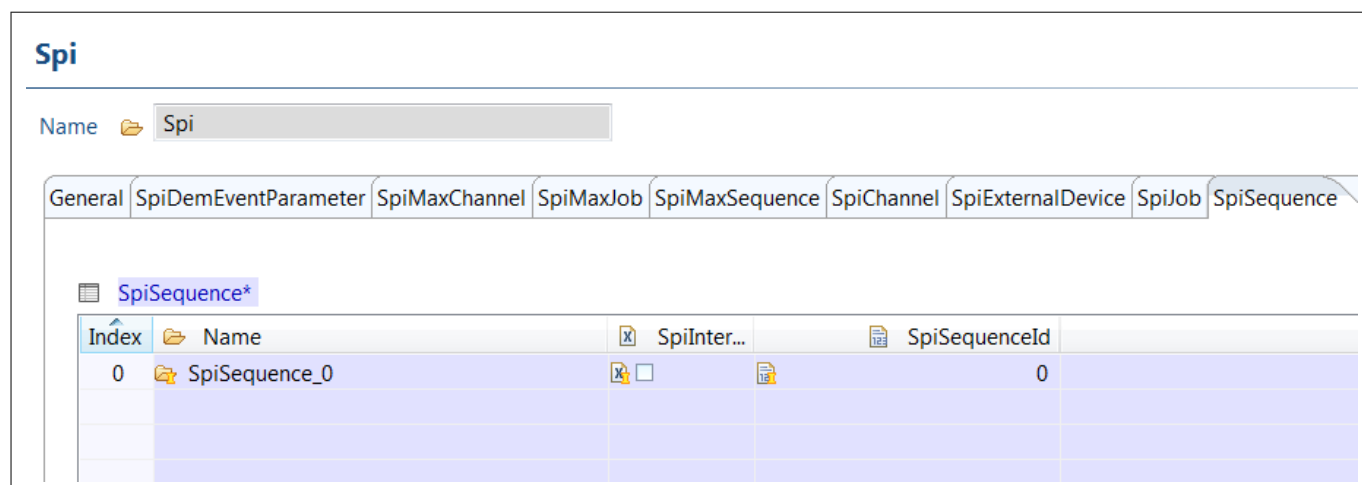 Spi
Name Spi
General SpiDemEventParameter SpiMaxChannel SpiMaxJob SpiMaxSequence SpiChannel SpiExternalDevice SpiJob SpiSequence
SpiSequence*
Index Name SpiInter... SpiSequenceId
0 SpiSequence_0 0